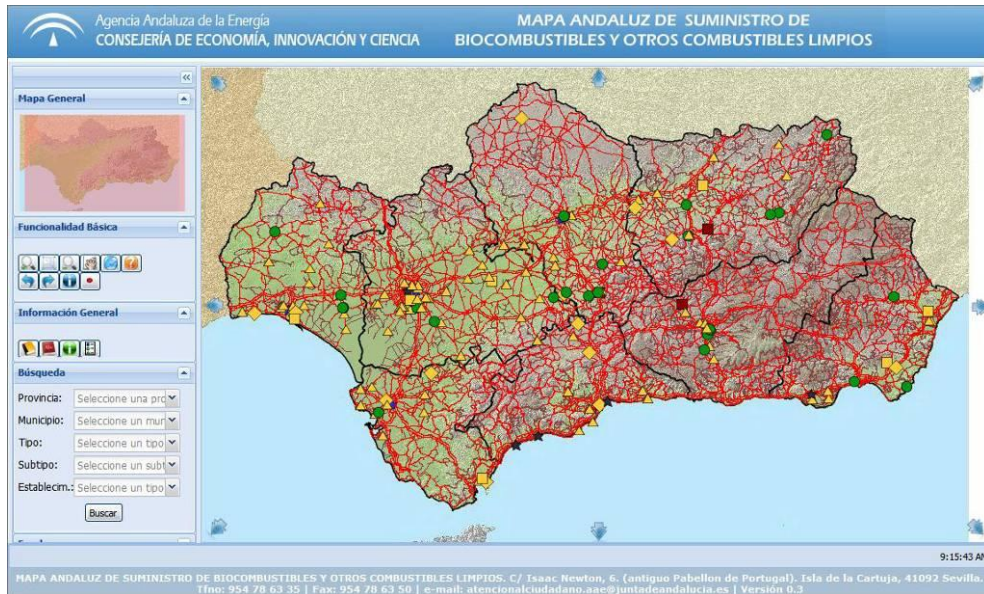 Agencia Andaluza de la Energía
CONSEJERÍA DE ECONOMÍA, INNOVACIÓN Y CIENCIA
MAPA ANDALUZ DE SUMINISTRO DE
BIOCOMBUSTIBLES Y OTROS COMBUSTIBLES LIMPIOS
Mapa General
Funcionalidad Básica
Información General
Búsqueda
Provincia: Seleccione una pro
Municipio: Seleccione un mun
Tipo: Seleccione un tipo
Subtipo: Seleccione un subt
Establecim.: Seleccione un tipo
Buscar
9:15:43 AM
MAPA ANDALUZ DE SUMINISTRO DE BIOCOMBUSTIBLES Y OTROS COMBUSTIBLES LIMPIOS. C/ Isaac Newton, 6. (antiguo Pabellon de Portugal). Isla de la Cartuja, 41092 Sevilla.
Tfno: 954 78 63 35 | Fax: 954 78 63 50 | e-mail: atencionalciudadano.aae@juntadeandalucia.es | Versión 0.3